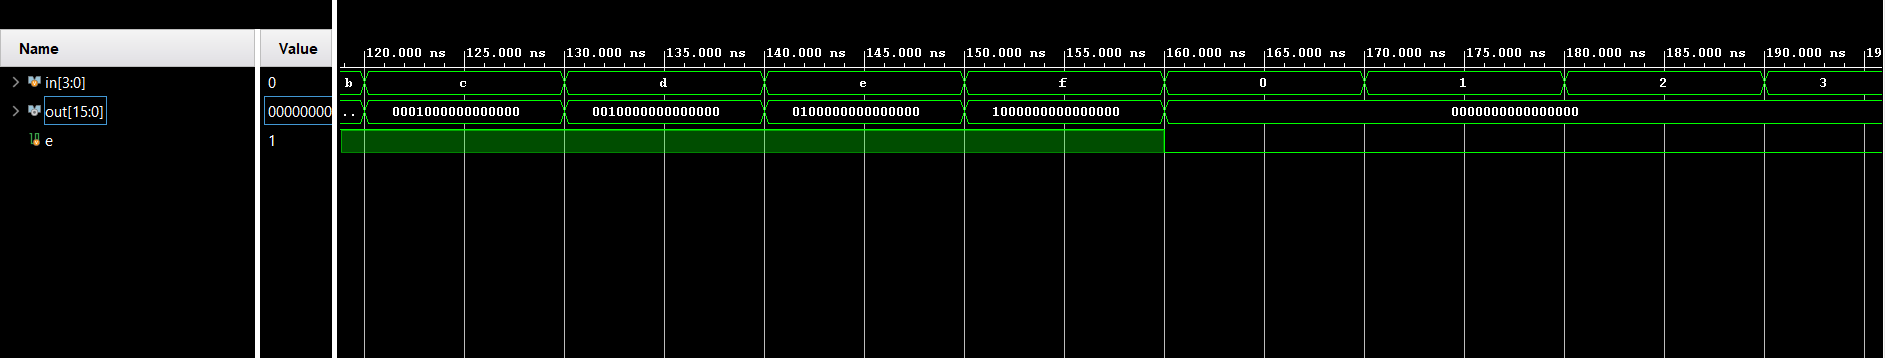 Name Value 120.000 ns 125.000 ns 130.000 ns 135.000 ns 140.000 ns 145.000 ns 150.000 ns 155.000 ns 160.000 ns 165.000 ns 170.000 ns 175.000 ns 180.000 ns 185.000 ns 190.000 ns 19
in[3:0] 0 b c d e f 0 1 2 3
out[15:0] 00000000 .. 0001000000000000 0010000000000000 0100000000000000 1000000000000000 0000000000000000
e 1